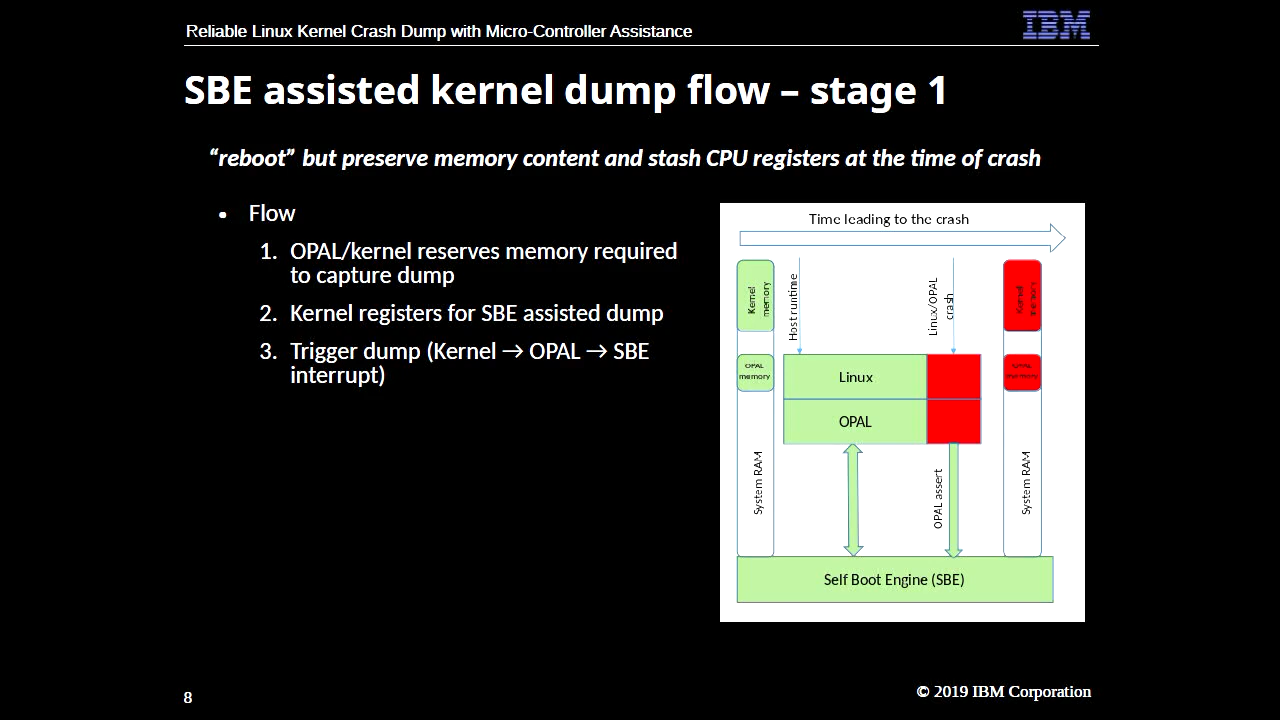 Reliable Linux Kernel Crash Dump with Micro-Controller Assistance
IBM
SBE assisted kernel dump flow – stage 1
“reboot” but preserve memory content and stash CPU registers at the time of crash
• Flow
1. OPAL/kernel reserves memory required
to capture dump
2. Kernel registers for SBE assisted dump
3. Trigger dump (Kernel → OPAL → SBE
interrupt)
Time leading to the crash
Kernel
memory
Host runtime
Linux/OPAL
crash
Kernel
memory
OPAL
memory
Linux
OPAL
memory
OPAL
System RAM
OPAL assert
System RAM
Self Boot Engine (SBE)
8
© 2019 IBM Corporation